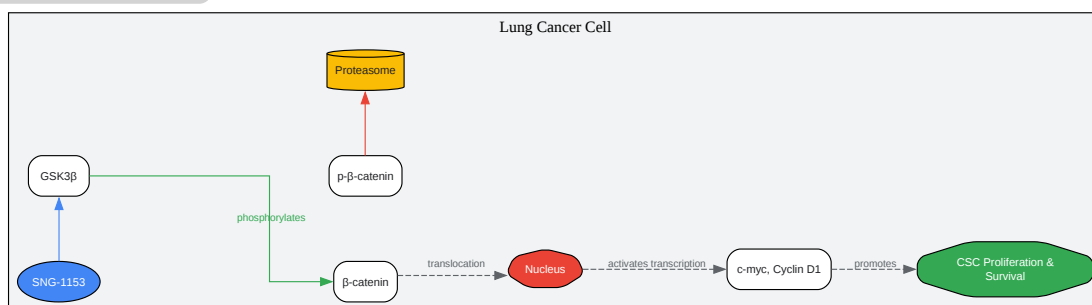 Lung Cancer Cell
Proteasome
GSK3β
p-β-catenin
phosphorylates
SNG-1153
β-catenin
translocation
Nucleus
activates transcription
c-myc, Cyclin D1
promotes
CSC Proliferation &
Survival